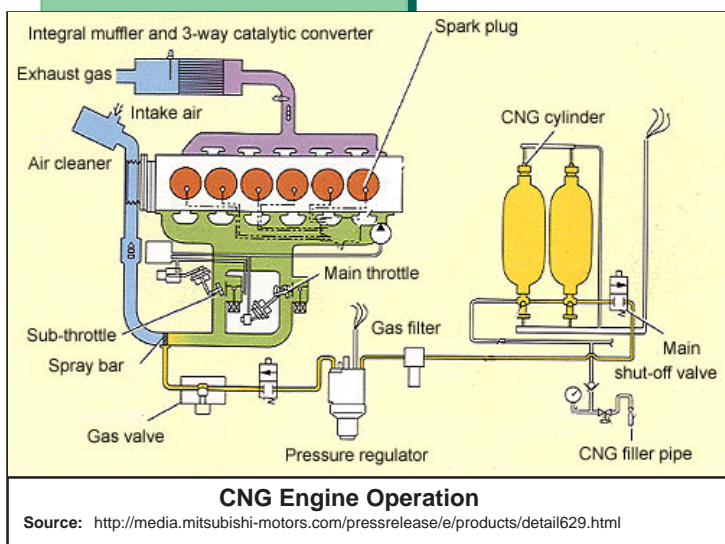 Integral muffler and 3-way catalytic converter
Spark plug
Exhaust gas
Intake air
CNG cylinder
Air cleaner
Main throttle
Sub-throttle
Gas filter
Spray bar
Main
shut-off valve
Gas valve
Pressure regulator
CNG filler pipe
CNG Engine Operation
Source: http://media.mitsubishi-motors.com/pressrelease/e/products/detail629.html